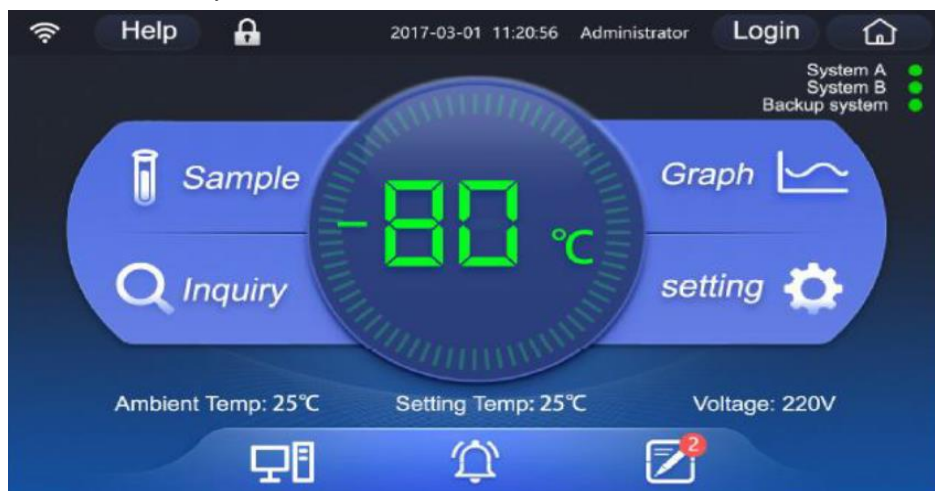 Help 2017-03-01 11:20:56 Administrator Login
System A
System B
Backup system
Sample
Graph
-80 ℃
Inquiry
setting
Ambient Temp: 25℃ Setting Temp: 25℃ Voltage: 220V
2